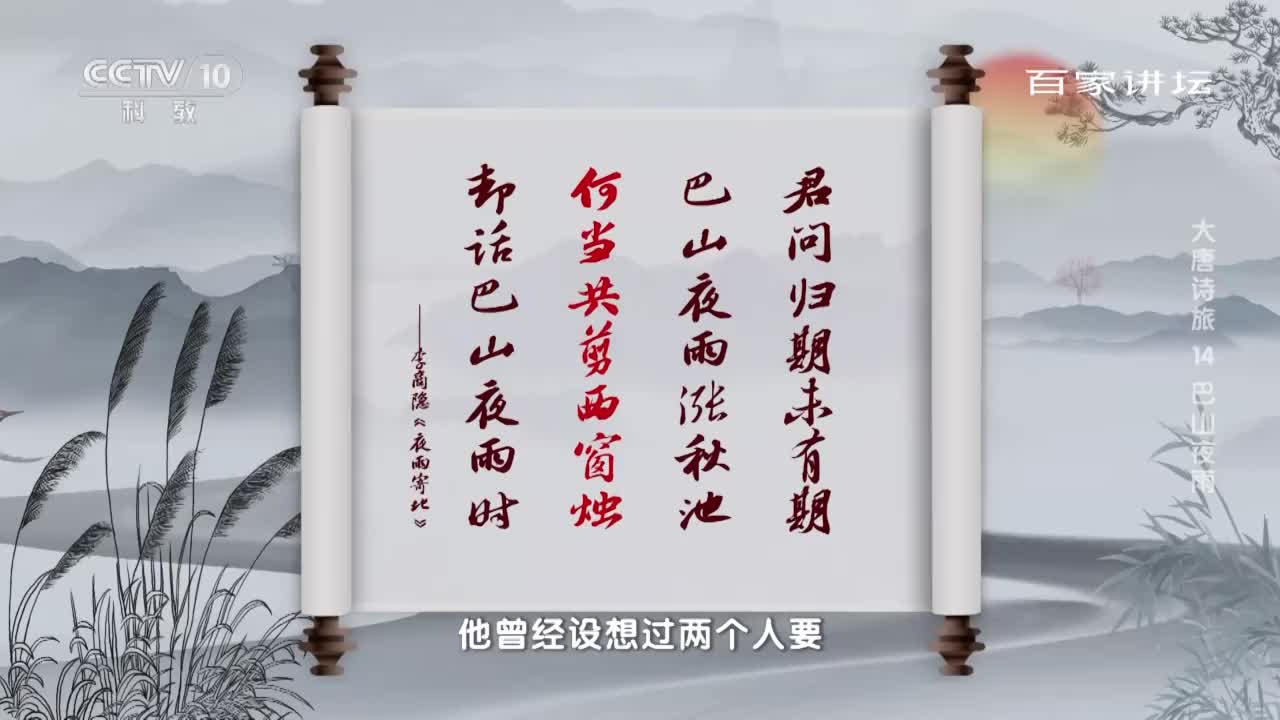 CCTV 10
科教
百家讲坛
大唐诗旅 14 巴山夜雨
君问归期未有期
巴山夜雨涨秋池
何当共剪西窗烛
却话巴山夜雨时
——李商隐《夜雨寄北》
他曾经设想过两个人要